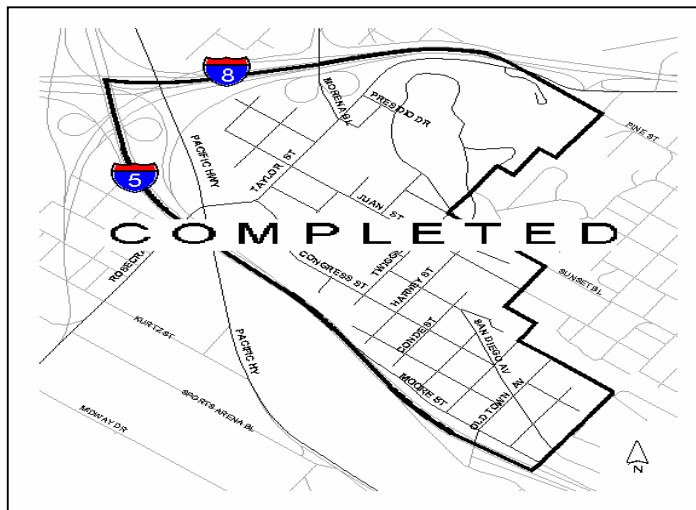 8
MORENA BL
PRESIDIO DR
PINE ST
PACIFIC HWY
TAYLOR ST
5
JUAN ST
COMPLETED
CONGRESS ST
HARNEY ST
SUNSET BL
KURTZ ST
PACIFIC HY
CONDE ST
SAN DIEGO AV
MOORE ST
OLD TOWN AV
SPORTS ARENA BL
MIDWAY DR
N